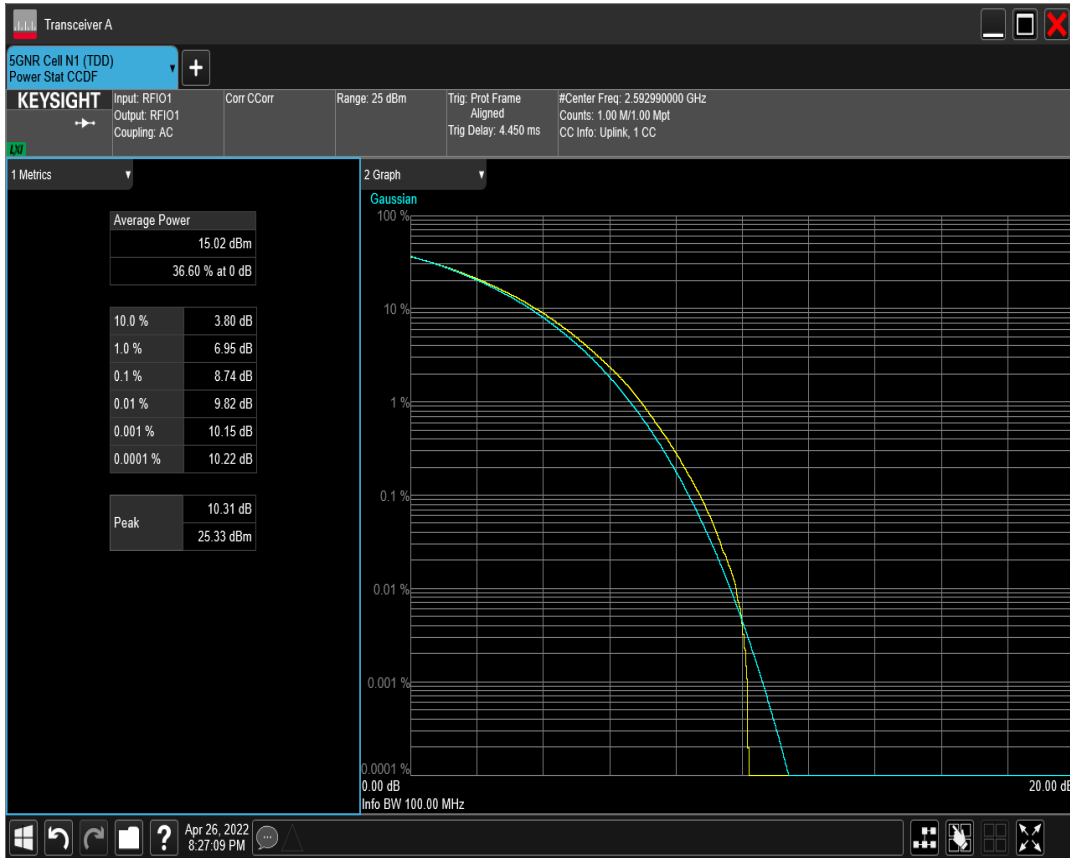 Transceiver A
5GNR Cell N1 (TDD)
Power Stat CCDF
KEYSIGHT
LXI
Input: RFIO1
Output: RFIO1
Coupling: AC
Corr CCorr
Range: 25 dBm
Trig: Prot Frame
Aligned
Trig Delay: 4.450 ms
#Center Freq: 2.592990000 GHz
Counts: 1.00 M/1.00 Mpt
CC Info: Uplink, 1 CC
1 Metrics
Average Power
15.02 dBm
36.60 % at 0 dB
10.0 % 3.80 dB
1.0 % 6.95 dB
0.1 % 8.74 dB
0.01 % 9.82 dB
0.001 % 10.15 dB
0.0001 % 10.22 dB
Peak
10.31 dB
25.33 dBm
2 Graph
Gaussian
100 %
10 %
1 %
0.1 %
0.01 %
0.001 %
0.0001 %
0.00 dB 20.00 dB
Info BW 100.00 MHz
Apr 26, 2022
8:27:09 PM